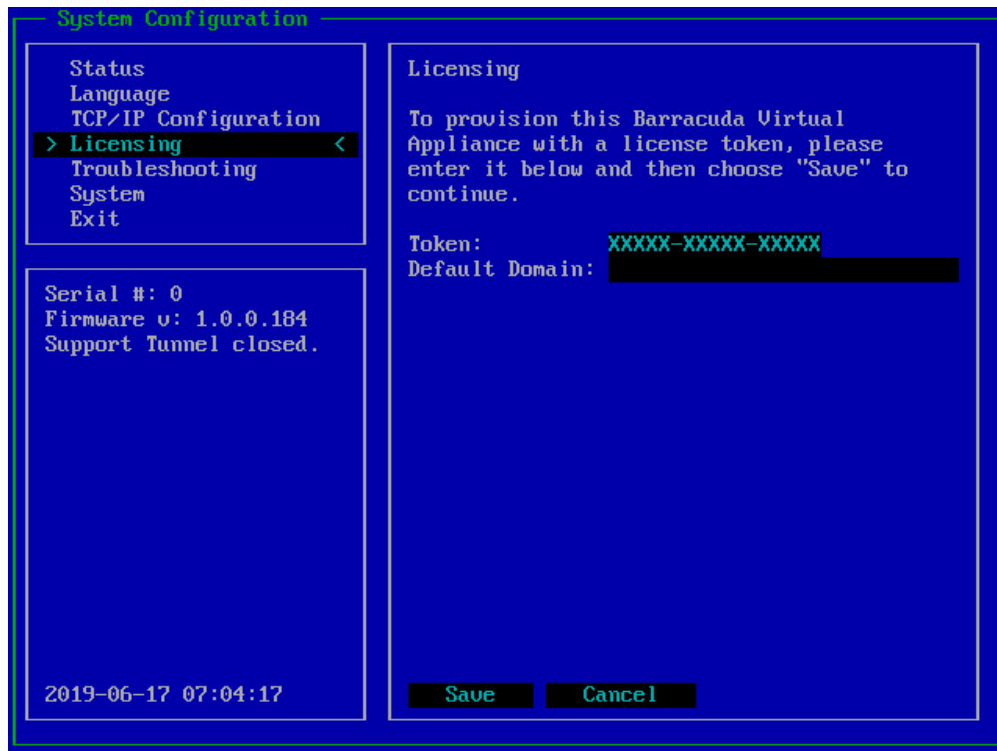 System Configuration
Status
Language
TCP/IP Configuration
> Licensing <
Troubleshooting
System
Exit
Serial #: 0
Firmware v: 1.0.0.184
Support Tunnel closed.
2019-06-17 07:04:17
Licensing
To provision this Barracuda Virtual
Appliance with a license token, please
enter it below and then choose "Save" to
continue.
Token: XXXXX-XXXXX-XXXXX
Default Domain:
Save Cancel